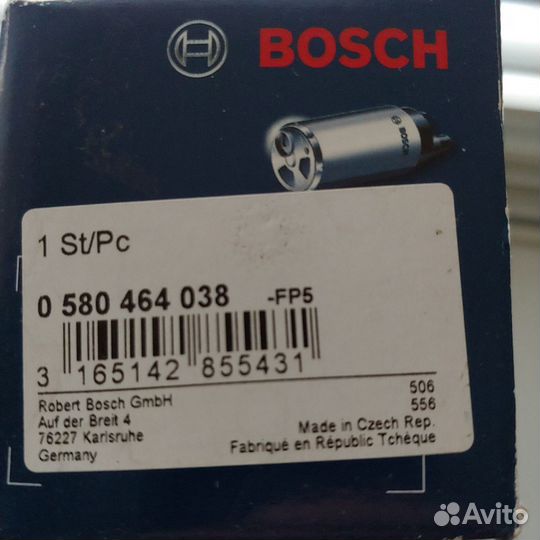 BOSCH
BOSCH
1 St/Pc
0 580 464 038 -FP5
3 165142 855431
Robert Bosch GmbH
Auf der Breit 4
76227 Karlsruhe
Germany
506
556
Made in Czech Rep.
Fabriqué en République Tchèque
Avito